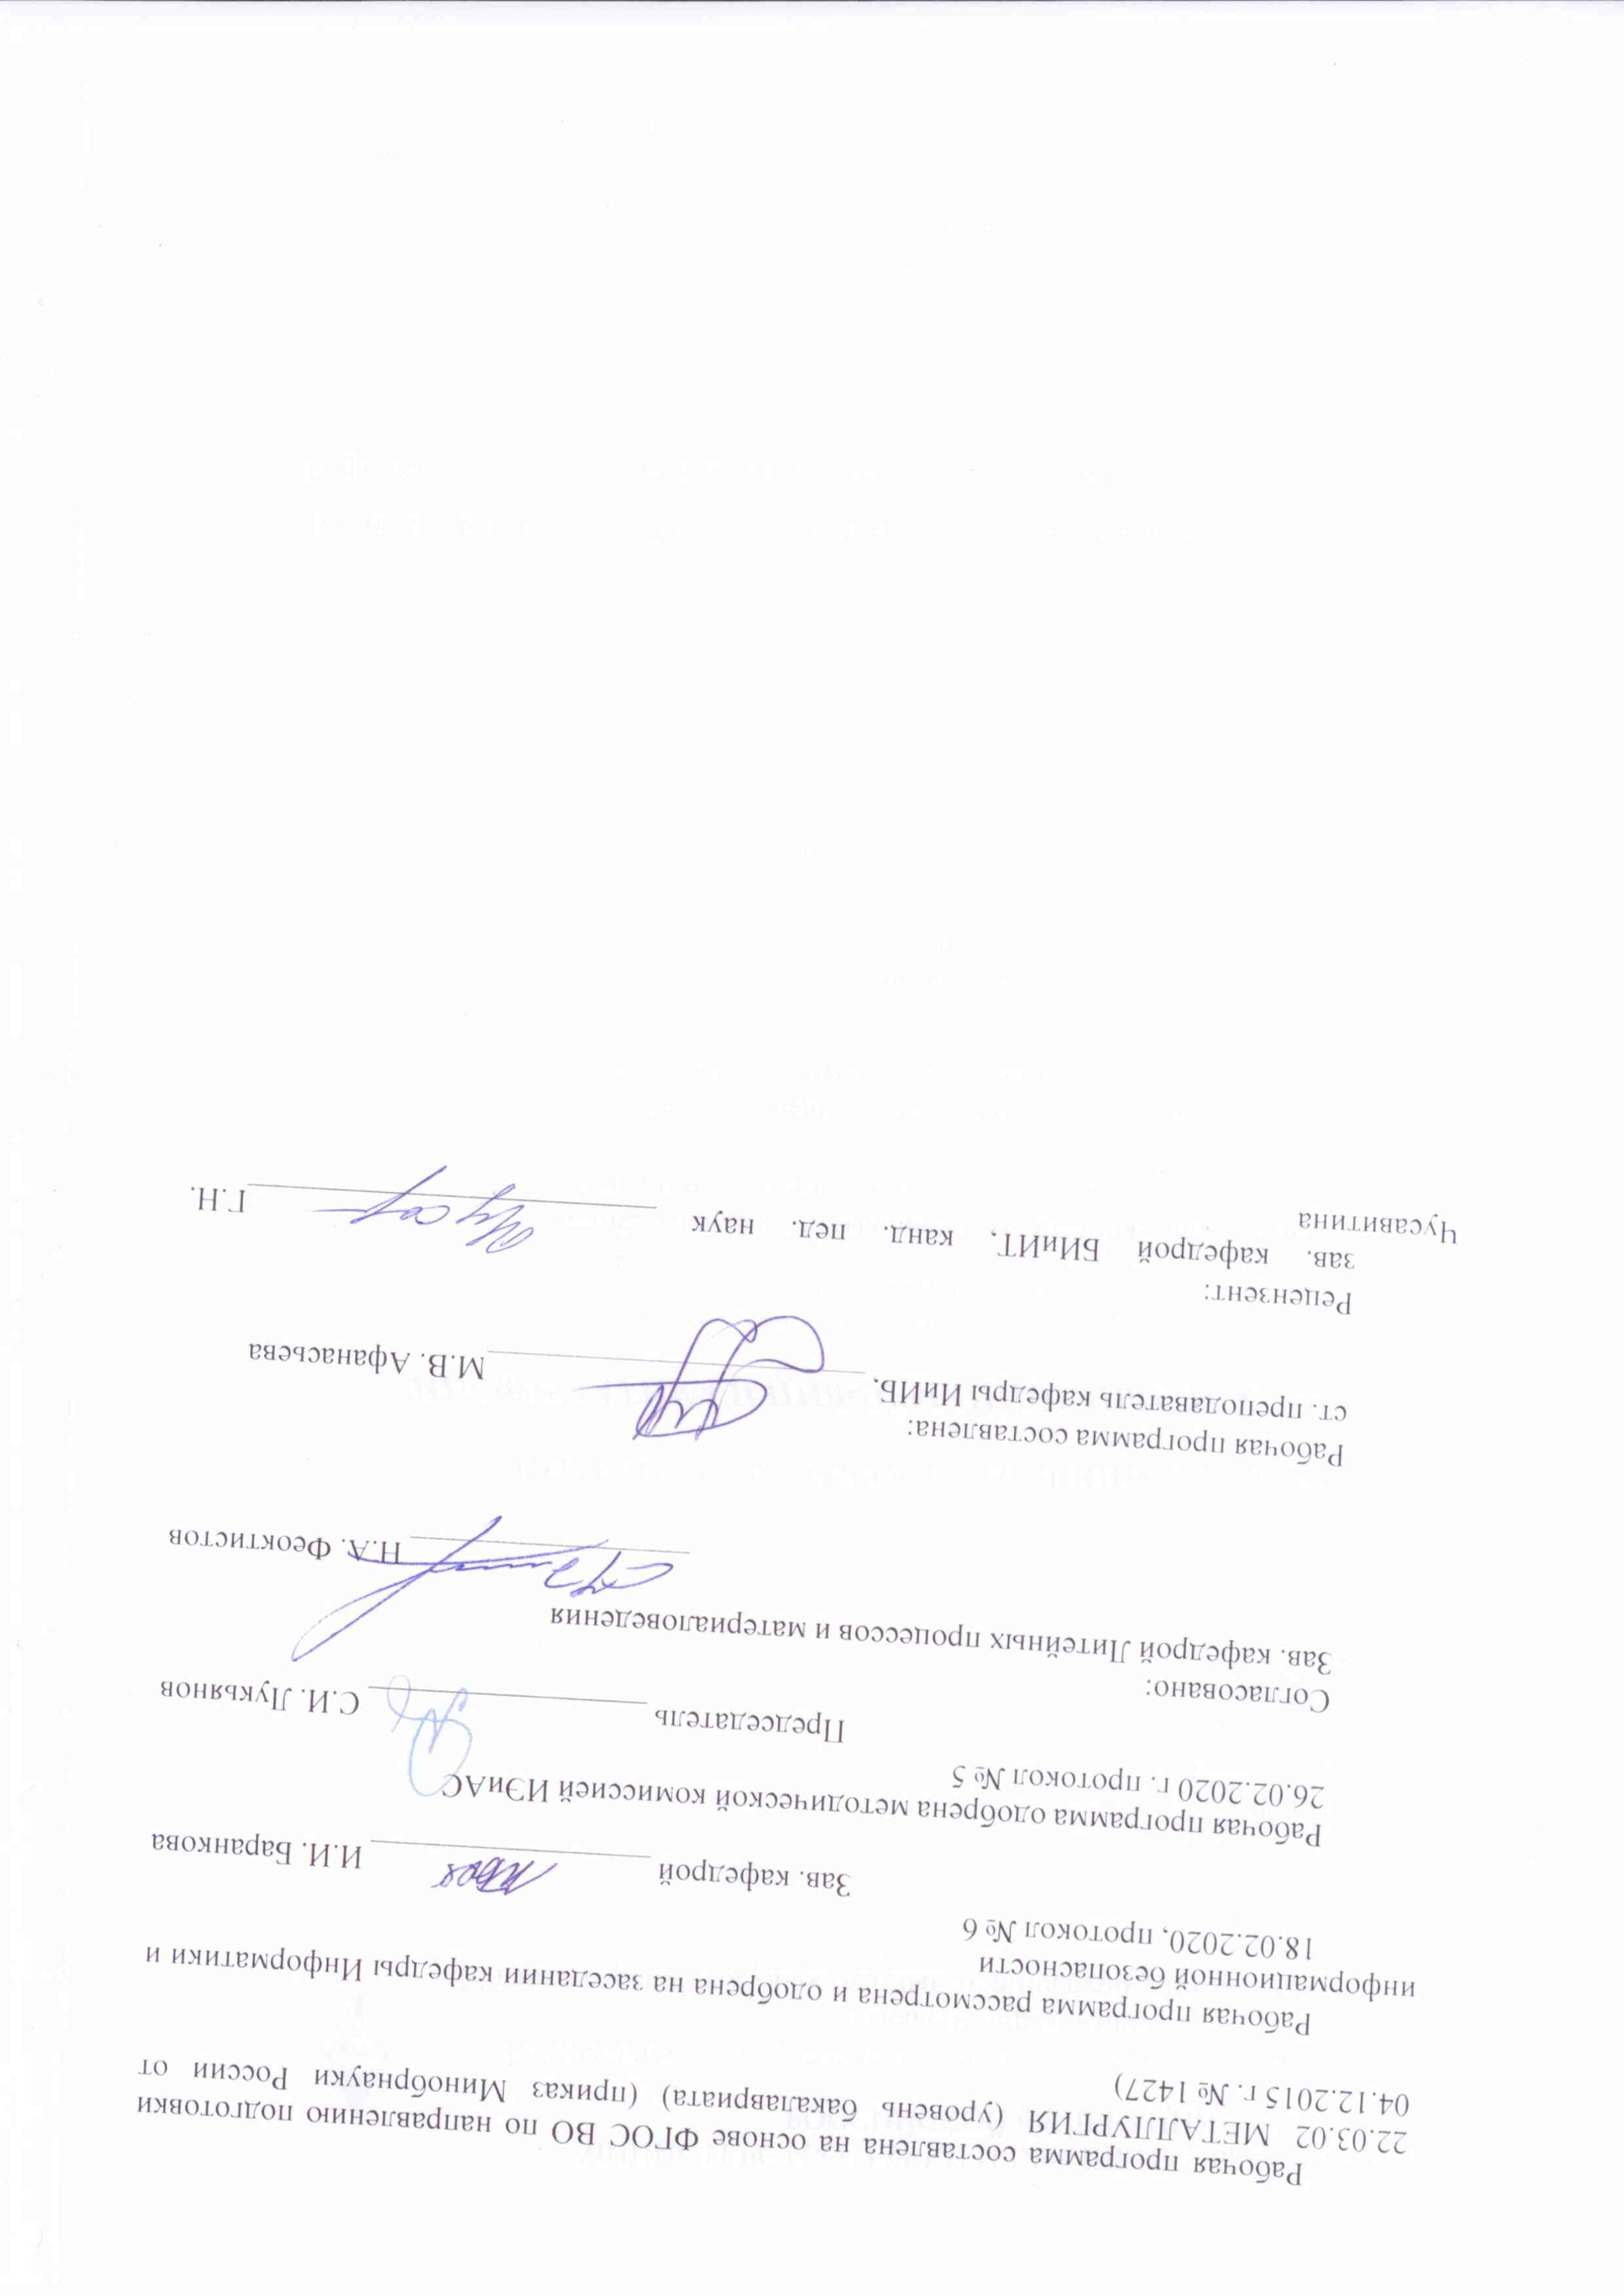 Рабочая программа составлена на основе ФГОС ВО по направлению подготовки
22.03.02 МЕТАЛЛУРГИЯ (уровень бакалавриата) (приказ Минобрнауки России от
04.12.2015 г. № 1427)
Рабочая программа рассмотрена и одобрена на заседании кафедры Информатики и
информационной безопасности
18.02.2020, протокол № 6
Зав. кафедрой И.И. Баранкова
Рабочая программа одобрена методической комиссией ИЭиАС
26.02.2020 г. протокол № 5
Председатель С.И. Лукьянов
Согласовано:
Зав. кафедрой Литейных процессов и материаловедения
Н.А. Феоктистов
Рабочая программа составлена:
ст. преподаватель кафедры ИиИБ, М.В. Афанасьева
Рецензент:
зав. кафедрой БИиИТ, канд. пед. наук Г.Н.
Чусавитина